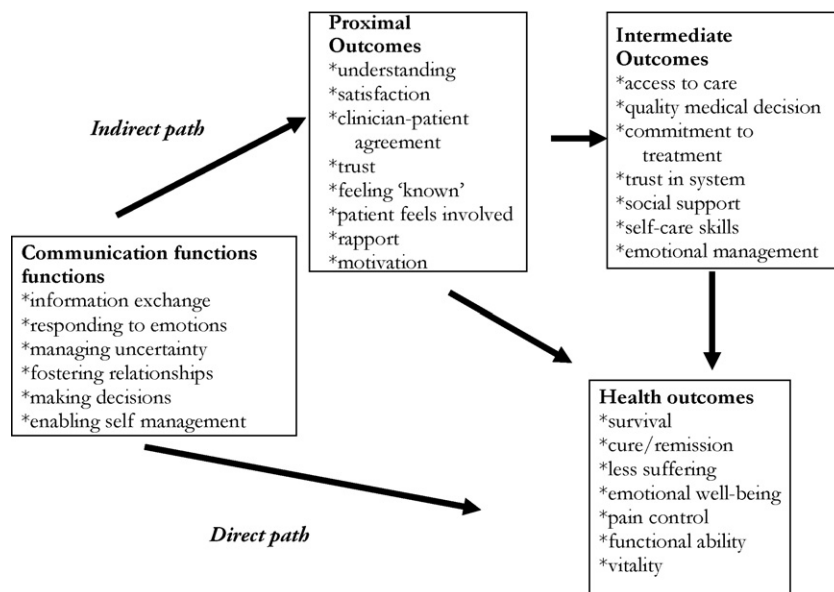 Proximal
Outcomes
*understanding
*satisfaction
*clinician-patient
agreement
*trust
*feeling ‘known’
*patient feels involved
*rapport
*motivation
Intermediate
Outcomes
*access to care
*quality medical decision
*commitment to
treatment
*trust in system
*social support
*self-care skills
*emotional management
Indirect path
Communication functions
functions
*information exchange
*responding to emotions
*managing uncertainty
*fostering relationships
*making decisions
*enabling self management
Health outcomes
*survival
*cure/remission
*less suffering
*emotional well-being
*pain control
*functional ability
*vitality
Direct path